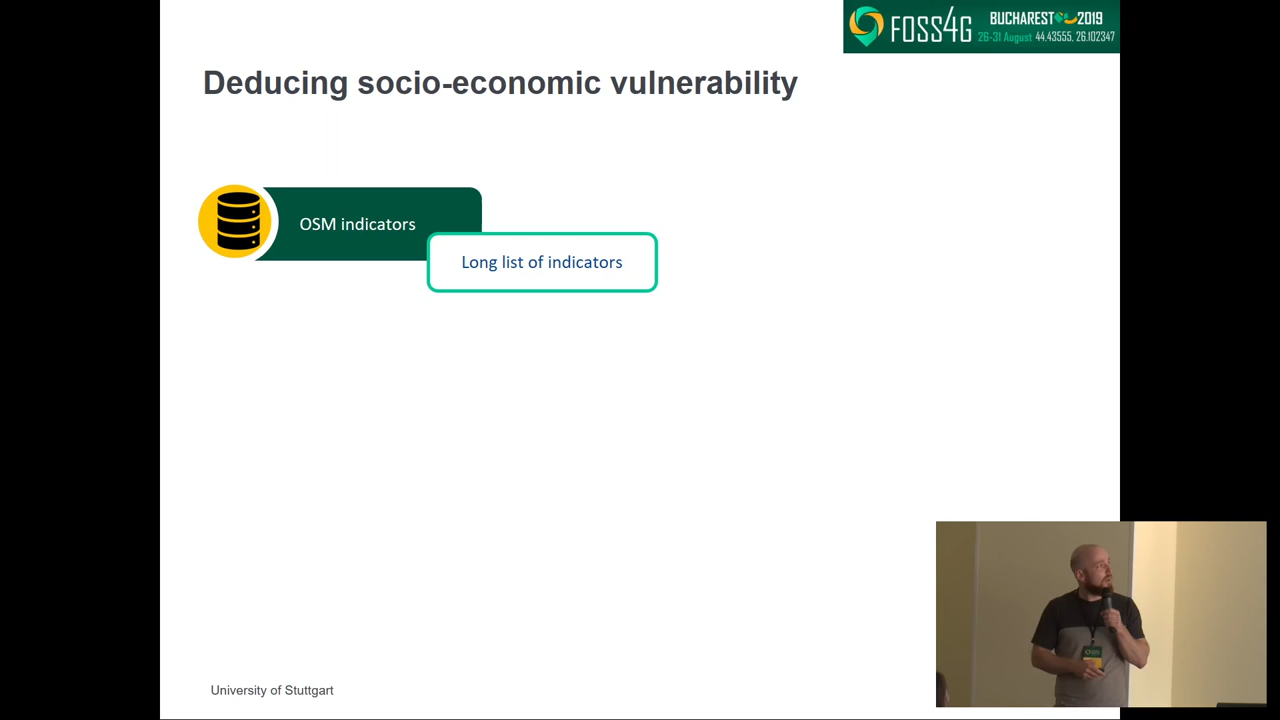 FOSS4G
BUCHAREST 2019
26-31 August 44.43555, 26.102347
Deducing socio-economic vulnerability
OSM indicators
Long list of indicators
University of Stuttgart